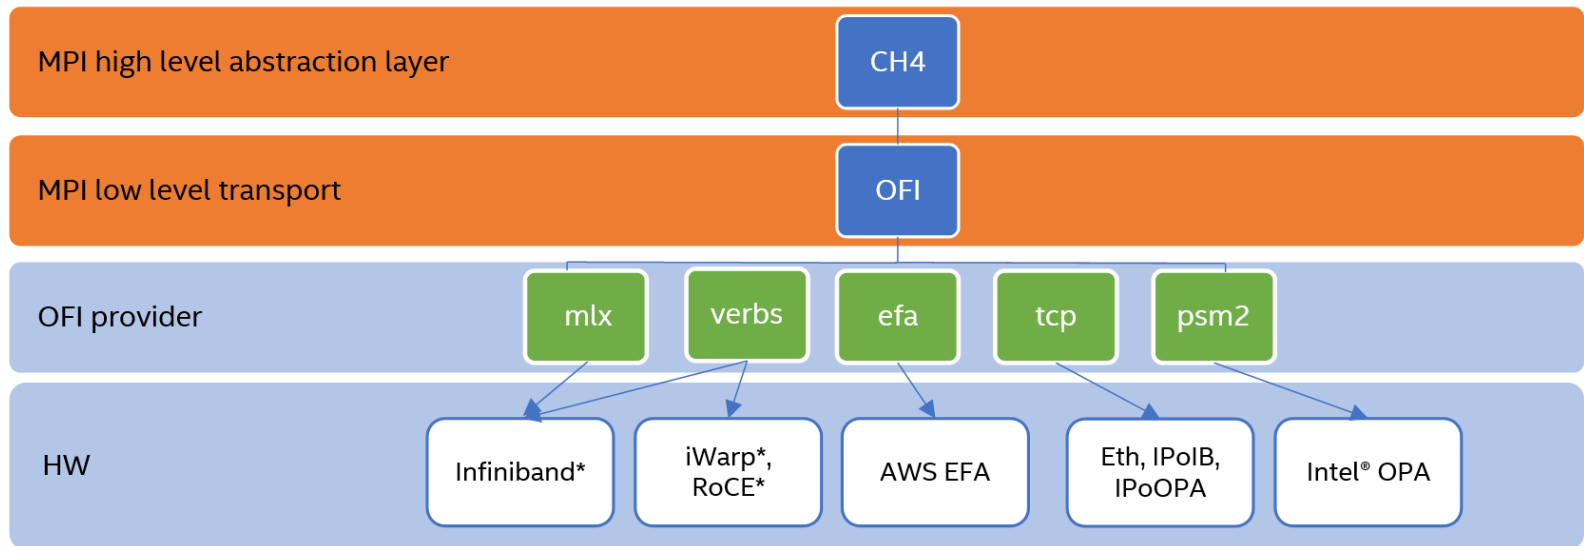 MPI high level abstraction layer
CH4
MPI low level transport
OFI
OFI provider
mlx
verbs
efa
tcp
psm2
HW
Infiniband*
iWarp*,
RoCE*
AWS EFA
Eth, IPoIB,
IPoOPA
Intel® OPA